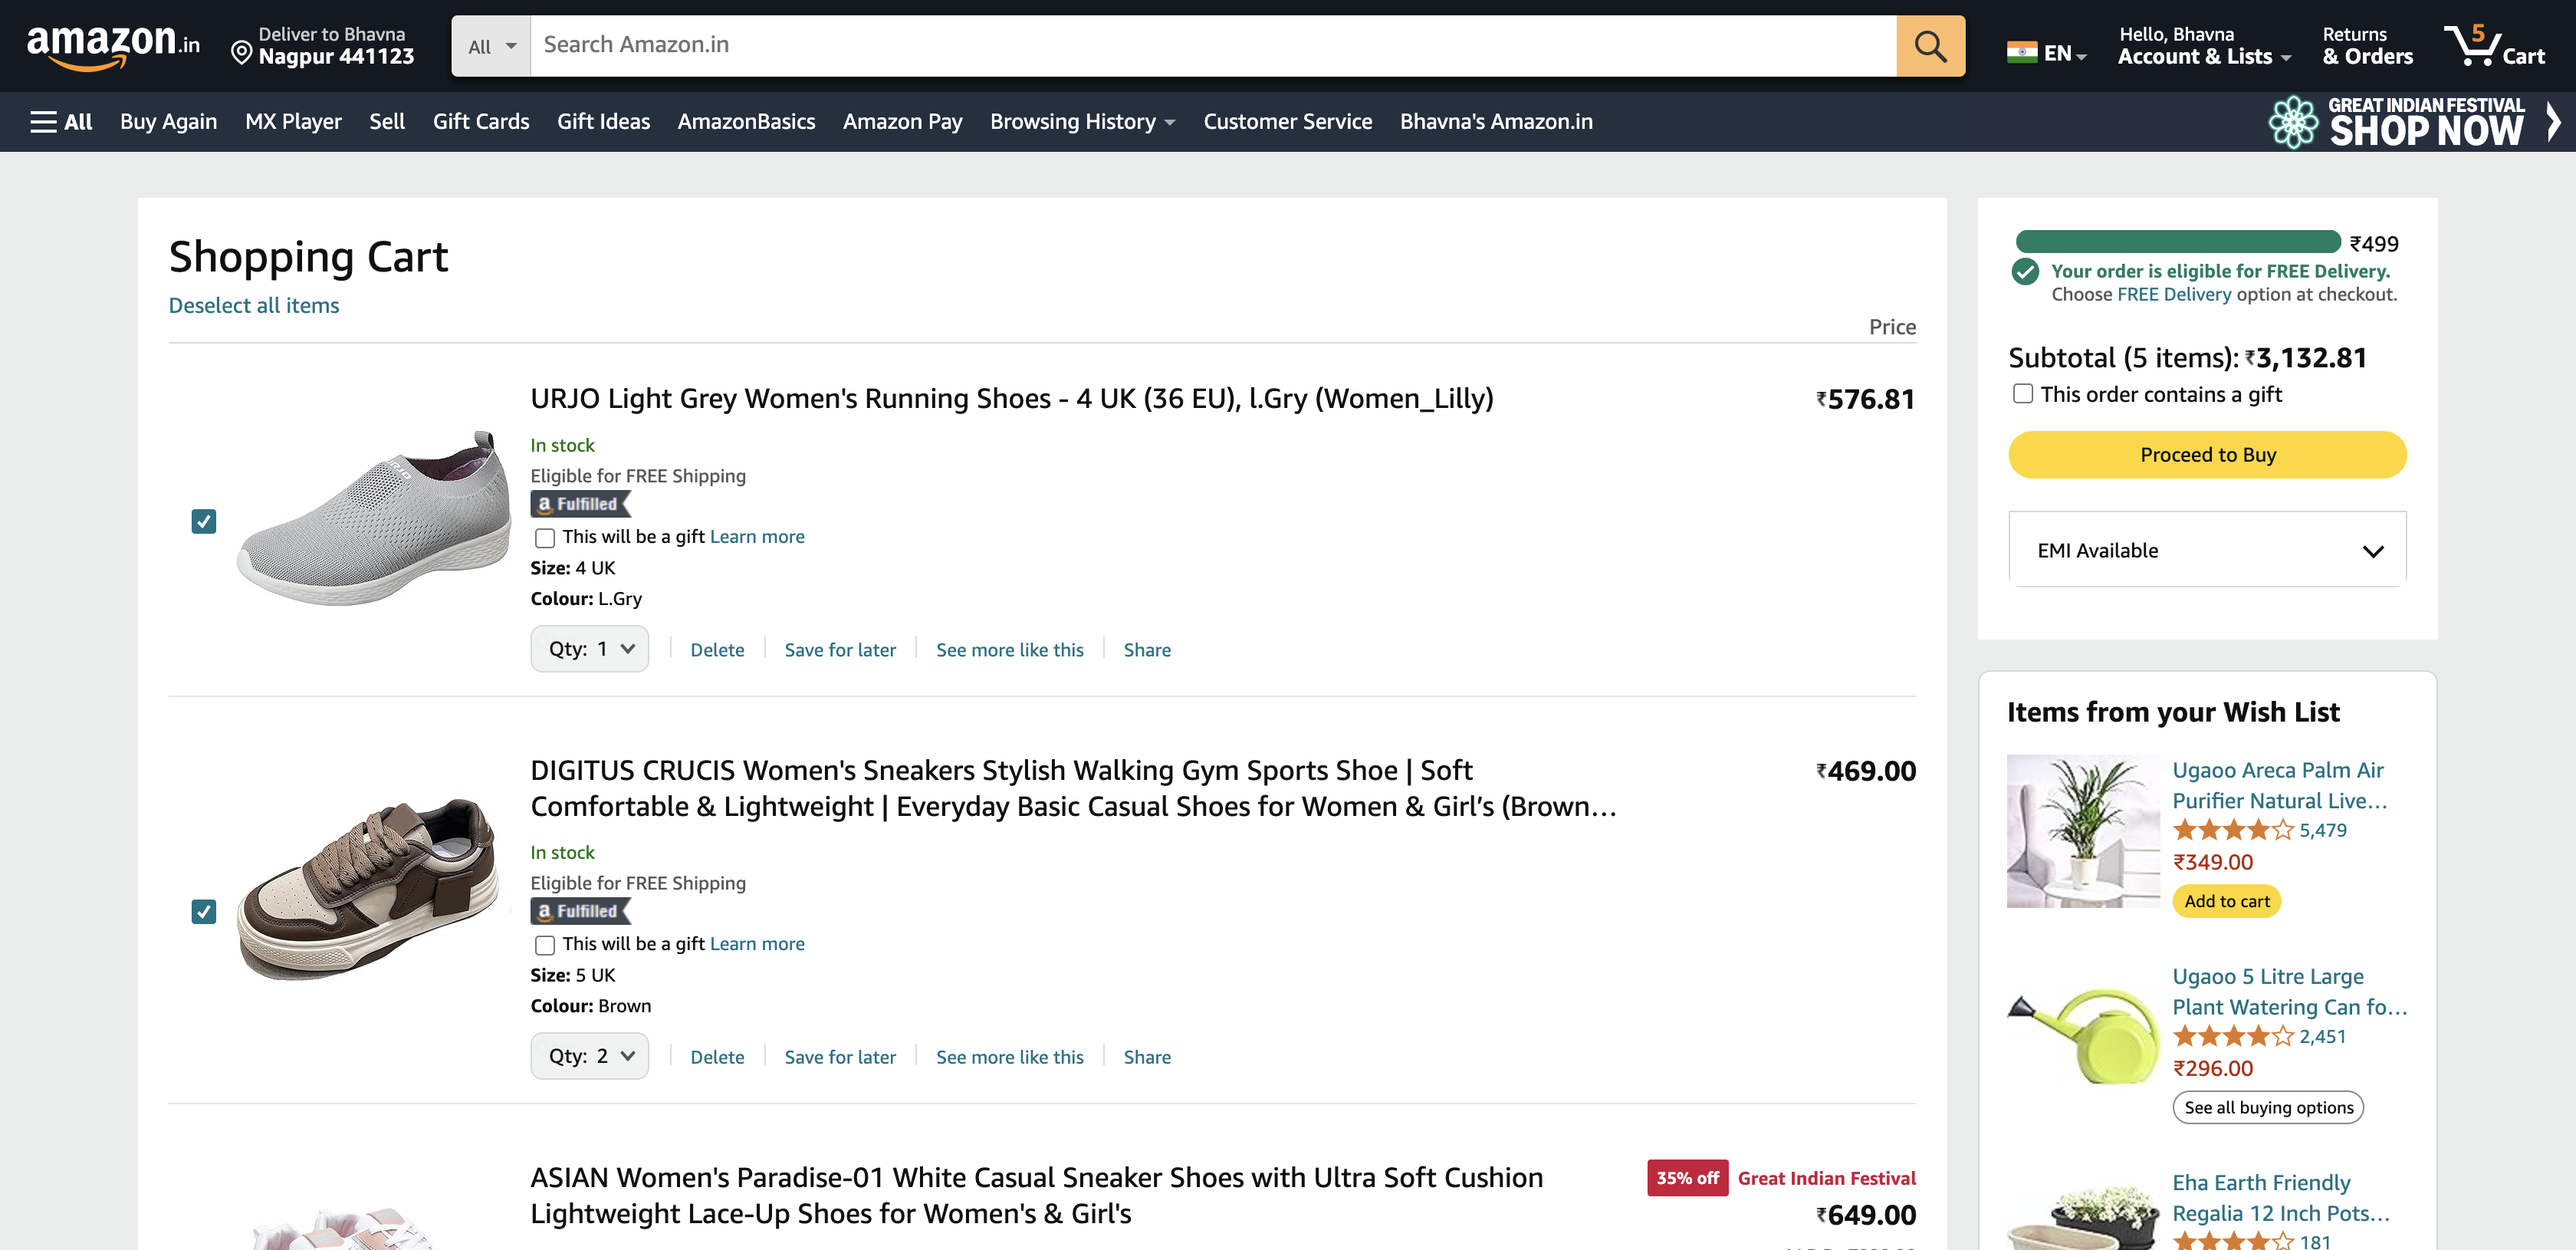 amazon.in
Deliver to Bhavna
Nagpur 441123
All
Search Amazon.in
EN
Hello, Bhavna
Account & Lists
Returns
& Orders
5
Cart
All
Buy Again
MX Player
Sell
Gift Cards
Gift Ideas
AmazonBasics
Amazon Pay
Browsing History
Customer Service
Bhavna's Amazon.in
GREAT INDIAN FESTIVAL
SHOP NOW
Shopping Cart
Deselect all items
Price
URJO Light Grey Women's Running Shoes - 4 UK (36 EU), l.Gry (Women_Lilly)
₹576.81
In stock
Eligible for FREE Shipping
a Fulfilled
This will be a gift Learn more
Size: 4 UK
Colour: L.Gry
Qty: 1
Delete
Save for later
See more like this
Share
DIGITUS CRUCIS Women's Sneakers Stylish Walking Gym Sports Shoe | Soft
Comfortable & Lightweight | Everyday Basic Casual Shoes for Women & Girl’s (Brown…
₹469.00
In stock
Eligible for FREE Shipping
a Fulfilled
This will be a gift Learn more
Size: 5 UK
Colour: Brown
Qty: 2
Delete
Save for later
See more like this
Share
ASIAN Women's Paradise-01 White Casual Sneaker Shoes with Ultra Soft Cushion
Lightweight Lace-Up Shoes for Women's & Girl's
35% off
Great Indian Festival
₹649.00
₹499
Your order is eligible for FREE Delivery.
Choose FREE Delivery option at checkout.
Subtotal (5 items): ₹3,132.81
This order contains a gift
Proceed to Buy
EMI Available
Items from your Wish List
Ugaoo Areca Palm Air
Purifier Natural Live…
5,479
₹349.00
Add to cart
Ugaoo 5 Litre Large
Plant Watering Can fo…
2,451
₹296.00
See all buying options
Eha Earth Friendly
Regalia 12 Inch Pots…
181